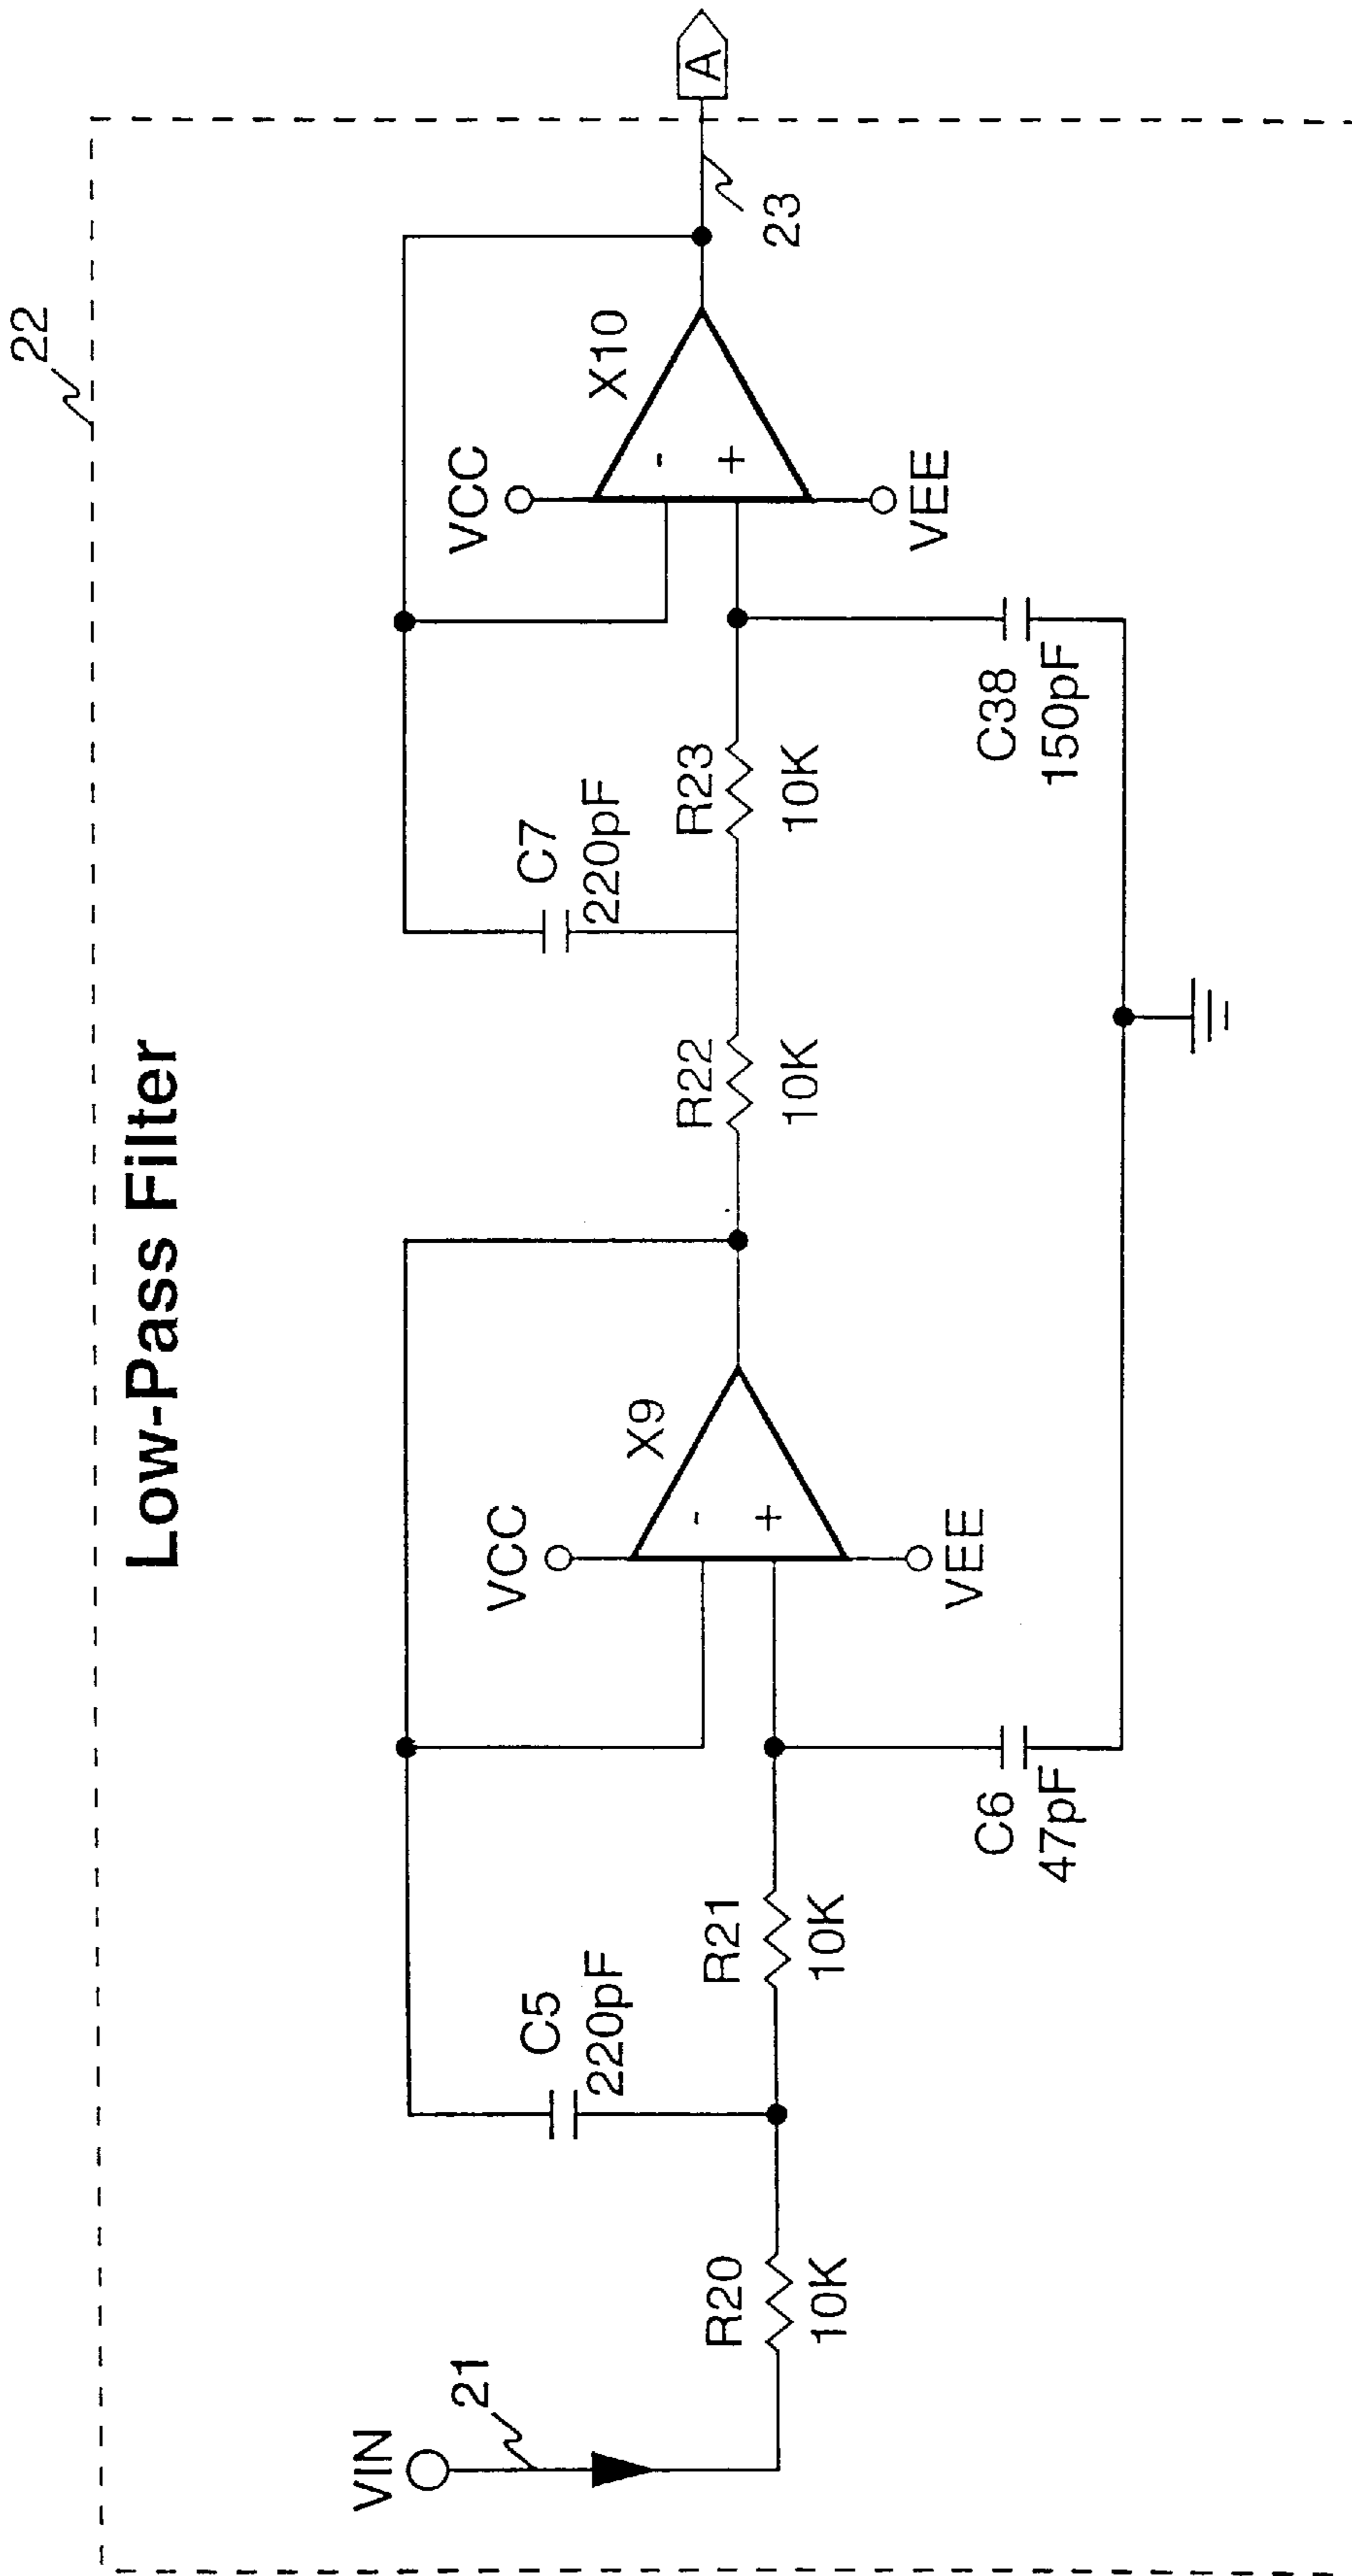 22
Low-Pass Filter
VIN
21
R20
10K
C5
220pF
R21
10K
C6
47pF
VCC
X9
-
+
VEE
R22
10K
C7
220pF
R23
10K
C38
150pF
VCC
X10
-
+
VEE
23
A